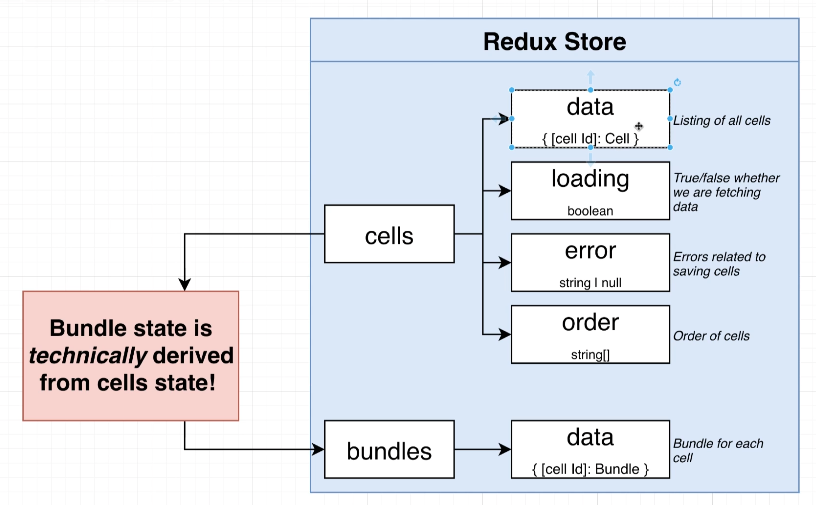 Redux Store
data
{ [cell Id]: Cell }
Listing of all cells
loading
boolean
True/false whether
we are fetching
data
cells
error
string | null
Errors related to
saving cells
order
string[]
Order of cells
Bundle state is
technically derived
from cells state!
bundles
data
{ [cell Id]: Bundle }
Bundle for each
cell